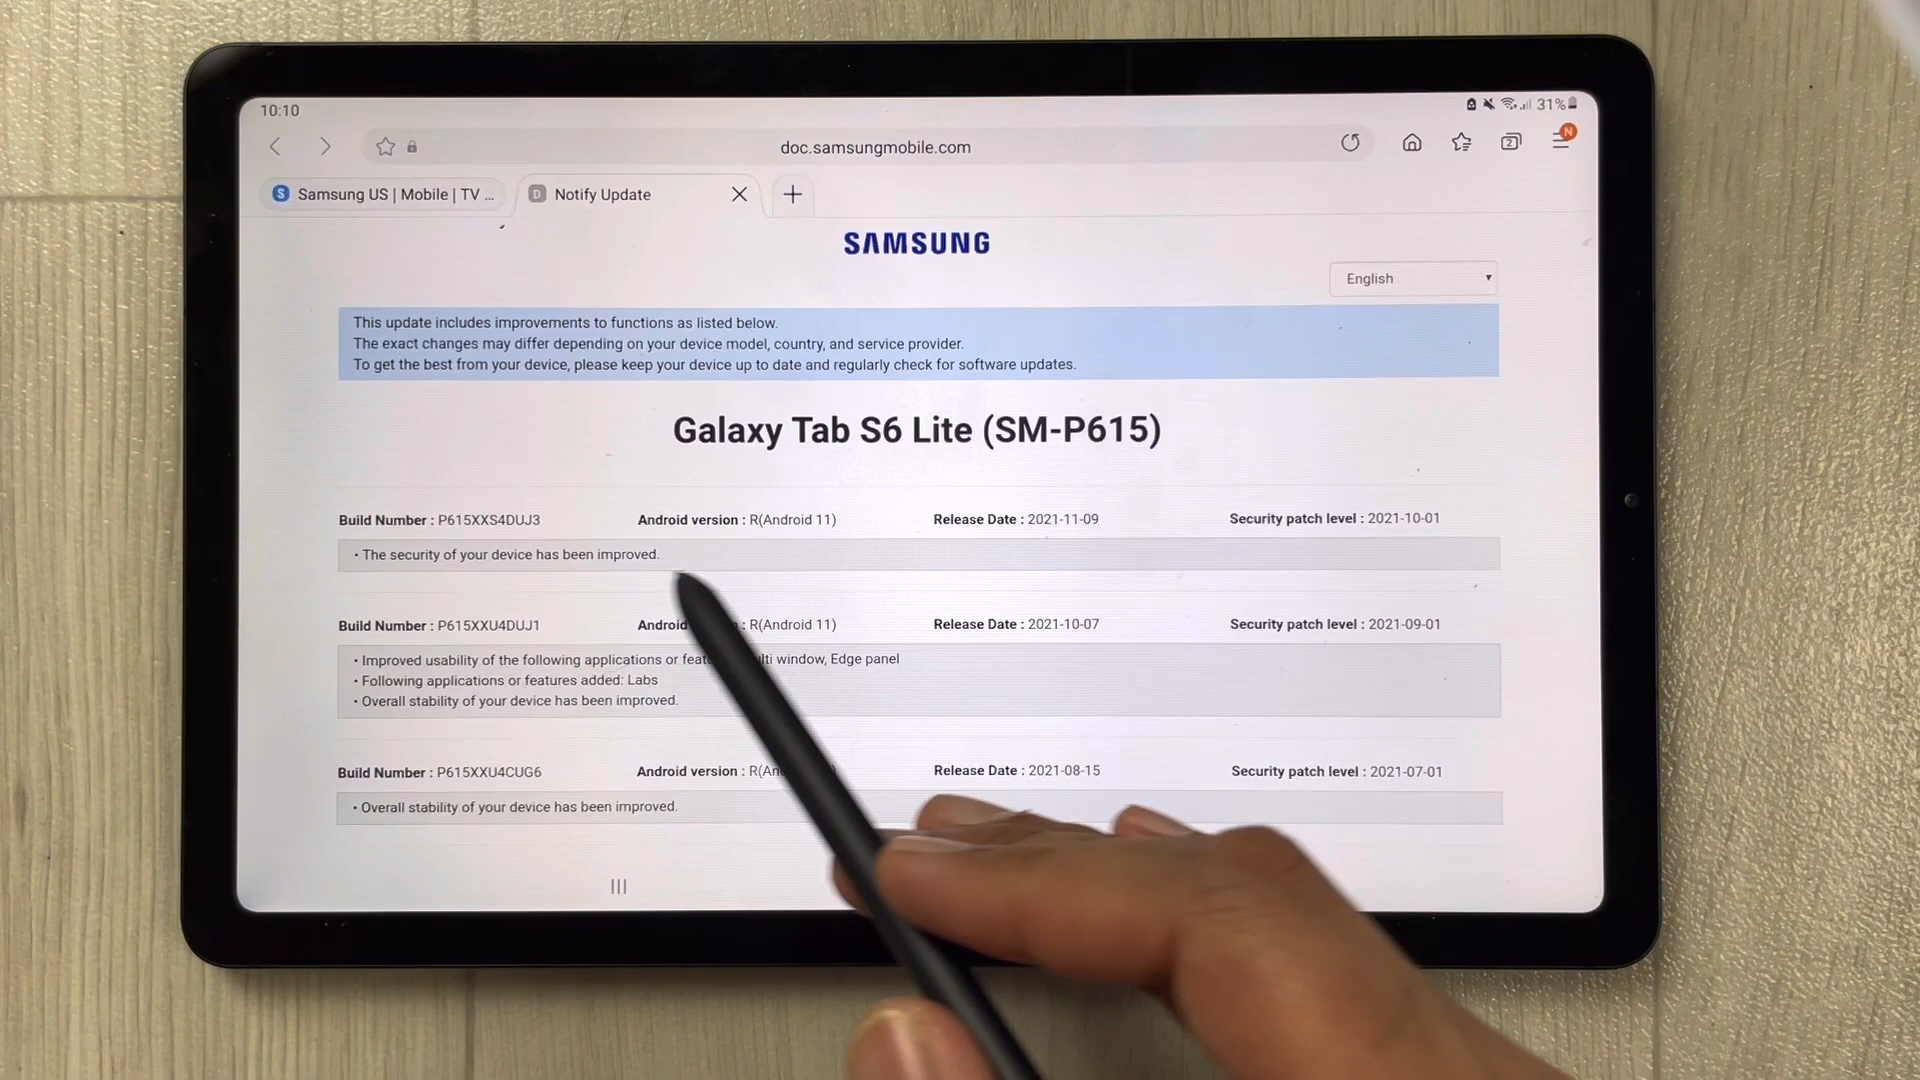 10:10
31%
doc.samsungmobile.com
2
N
S Samsung US | Mobile | TV ...
D Notify Update
SAMSUNG
English
This update includes improvements to functions as listed below.
The exact changes may differ depending on your device model, country, and service provider.
To get the best from your device, please keep your device up to date and regularly check for software updates.
Galaxy Tab S6 Lite (SM-P615)
Build Number : P615XXS4DUJ3 Android version : R(Android 11) Release Date : 2021-11-09 Security patch level : 2021-10-01
• The security of your device has been improved.
Build Number : P615XXU4DUJ1 Android : R(Android 11) Release Date : 2021-10-07 Security patch level : 2021-09-01
• Improved usability of the following applications or window, Edge panel
• Following applications or features added: Labs
• Overall stability of your device has been improved.
Build Number : P615XXU4CUG6 Android version : Release Date : 2021-08-15 Security patch level : 2021-07-01
• Overall stability of your device has been improved.